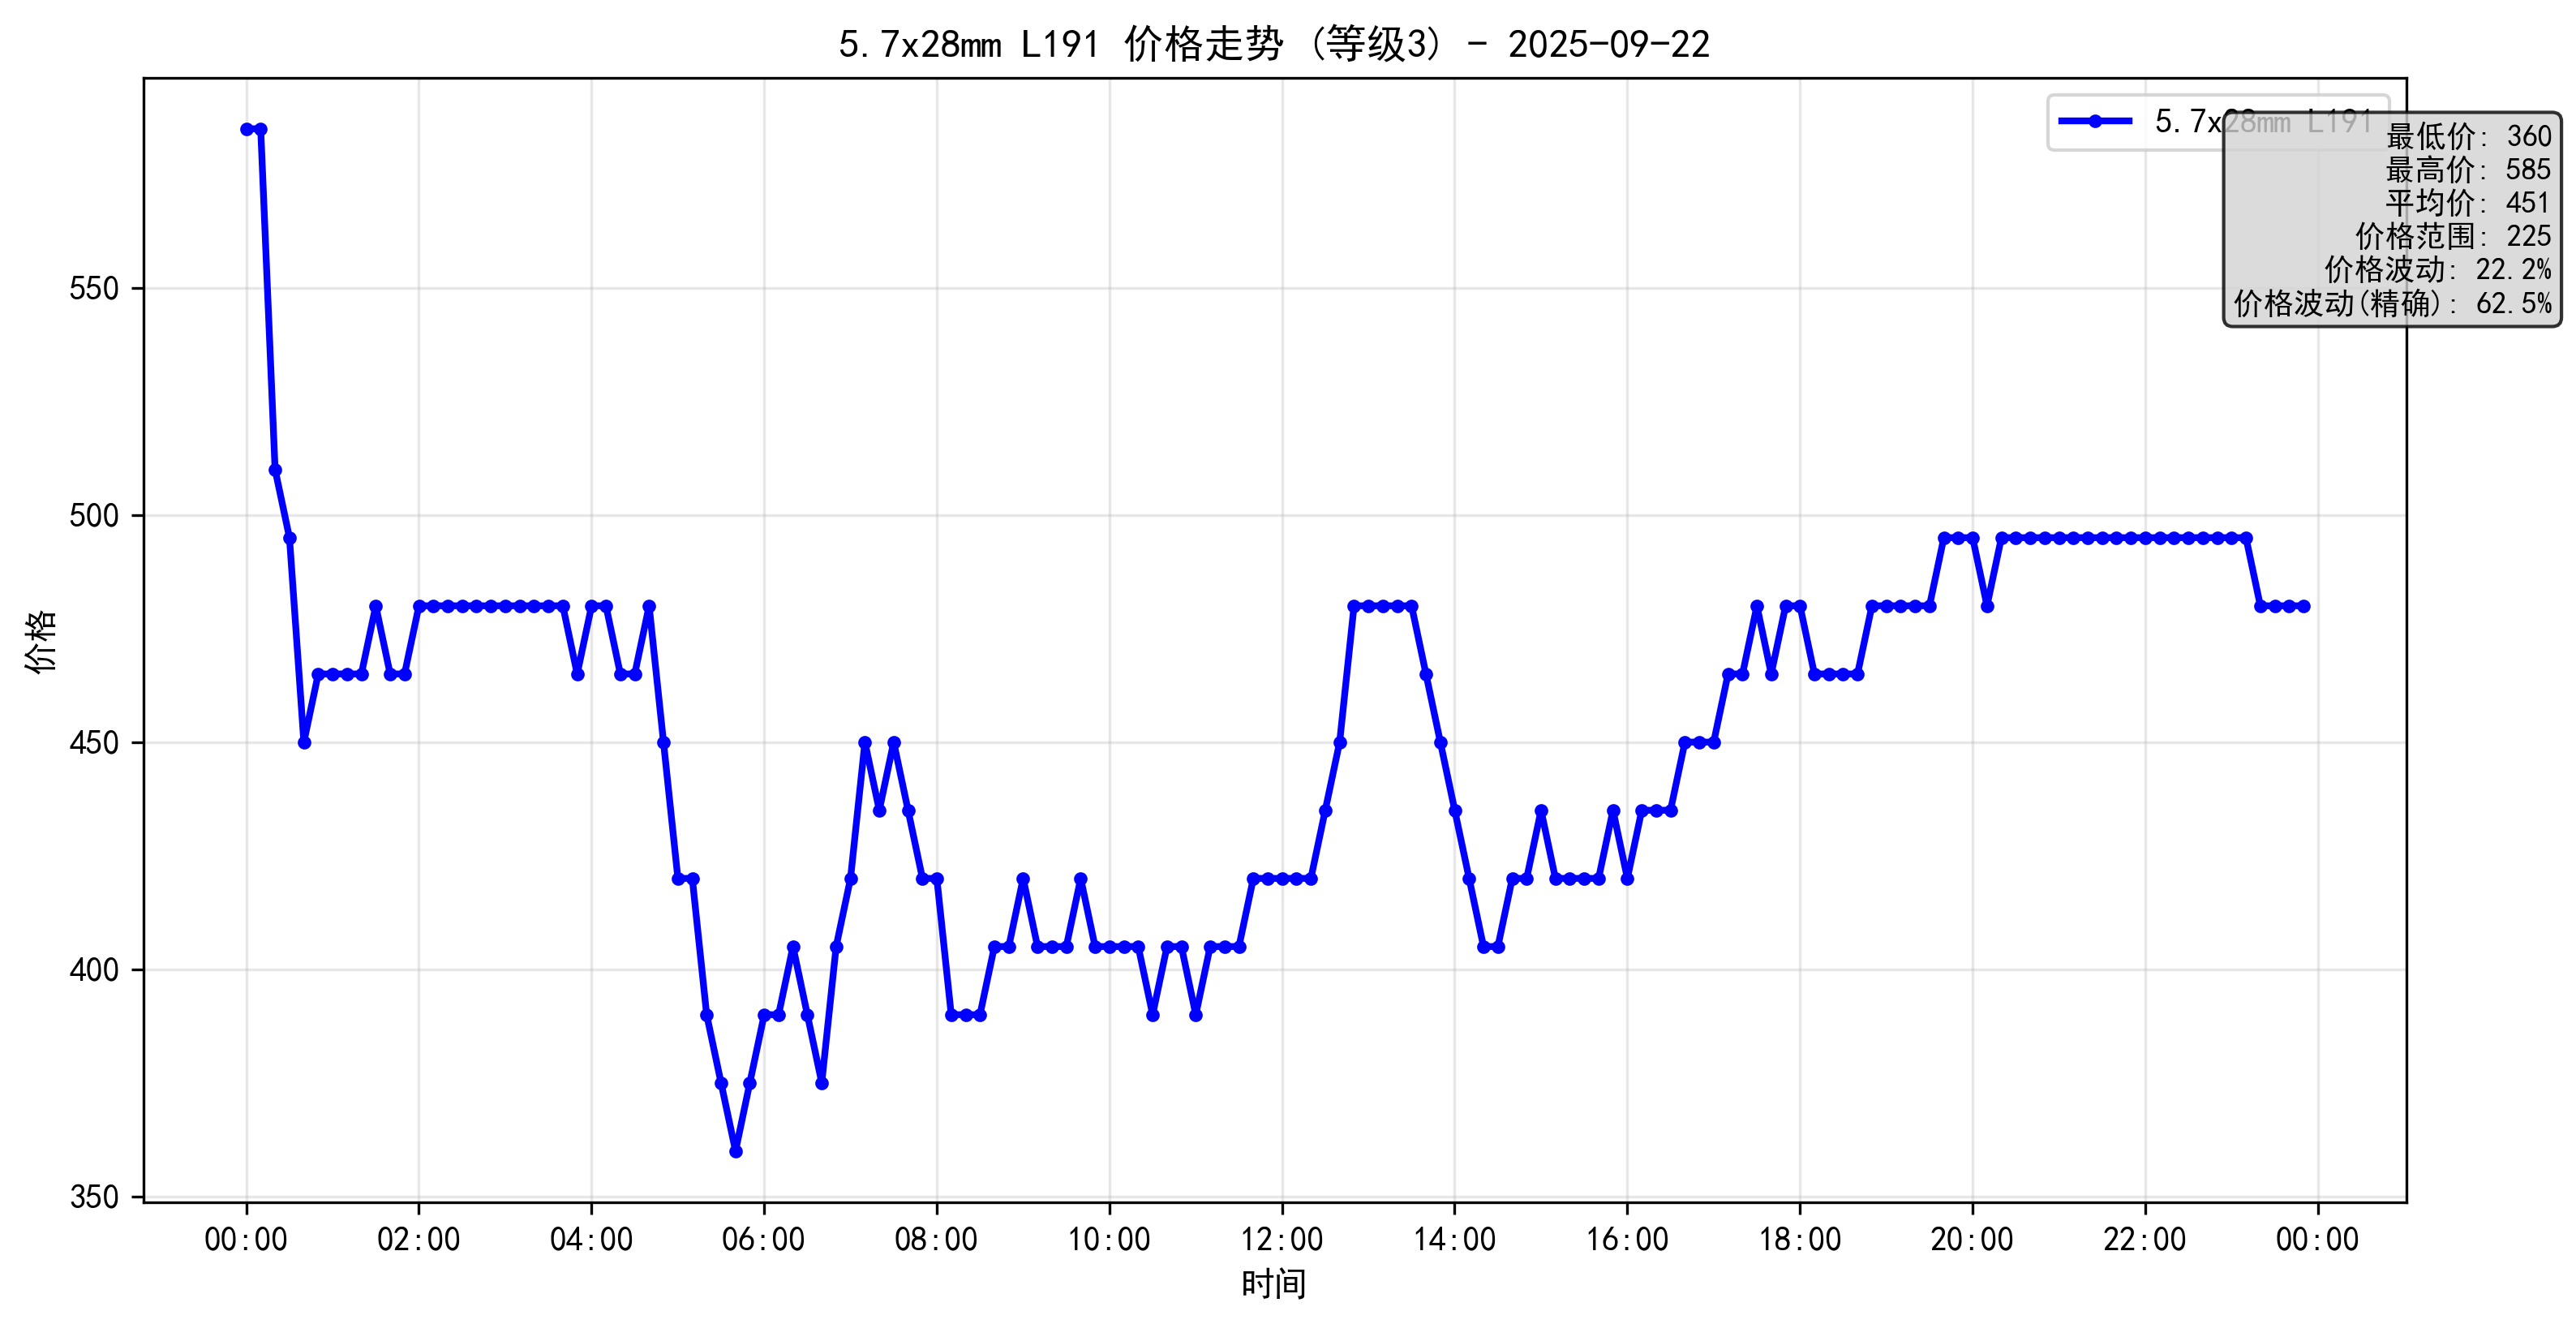 5.7x28mm L191 价格走势 (等级3) - 2025-09-22
5.7x28mm L191
最低价: 360
最高价: 585
平均价: 451
价格范围: 225
价格波动: 22.2%
价格波动(精确): 62.5%
价格
550
500
450
400
350
00:00 02:00 04:00 06:00 08:00 10:00 12:00 14:00 16:00 18:00 20:00 22:00 00:00
时间